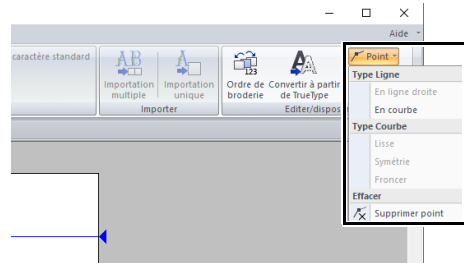 Aide
caractère standard
Importation multiple
Importation unique
Importer
123
Ordre de broderie
Convertir à partir de TrueType
Editer/dispos
Point
Type Ligne
En ligne droite
En courbe
Type Courbe
Lisse
Symétrie
Froncer
Effacer
Supprimer point